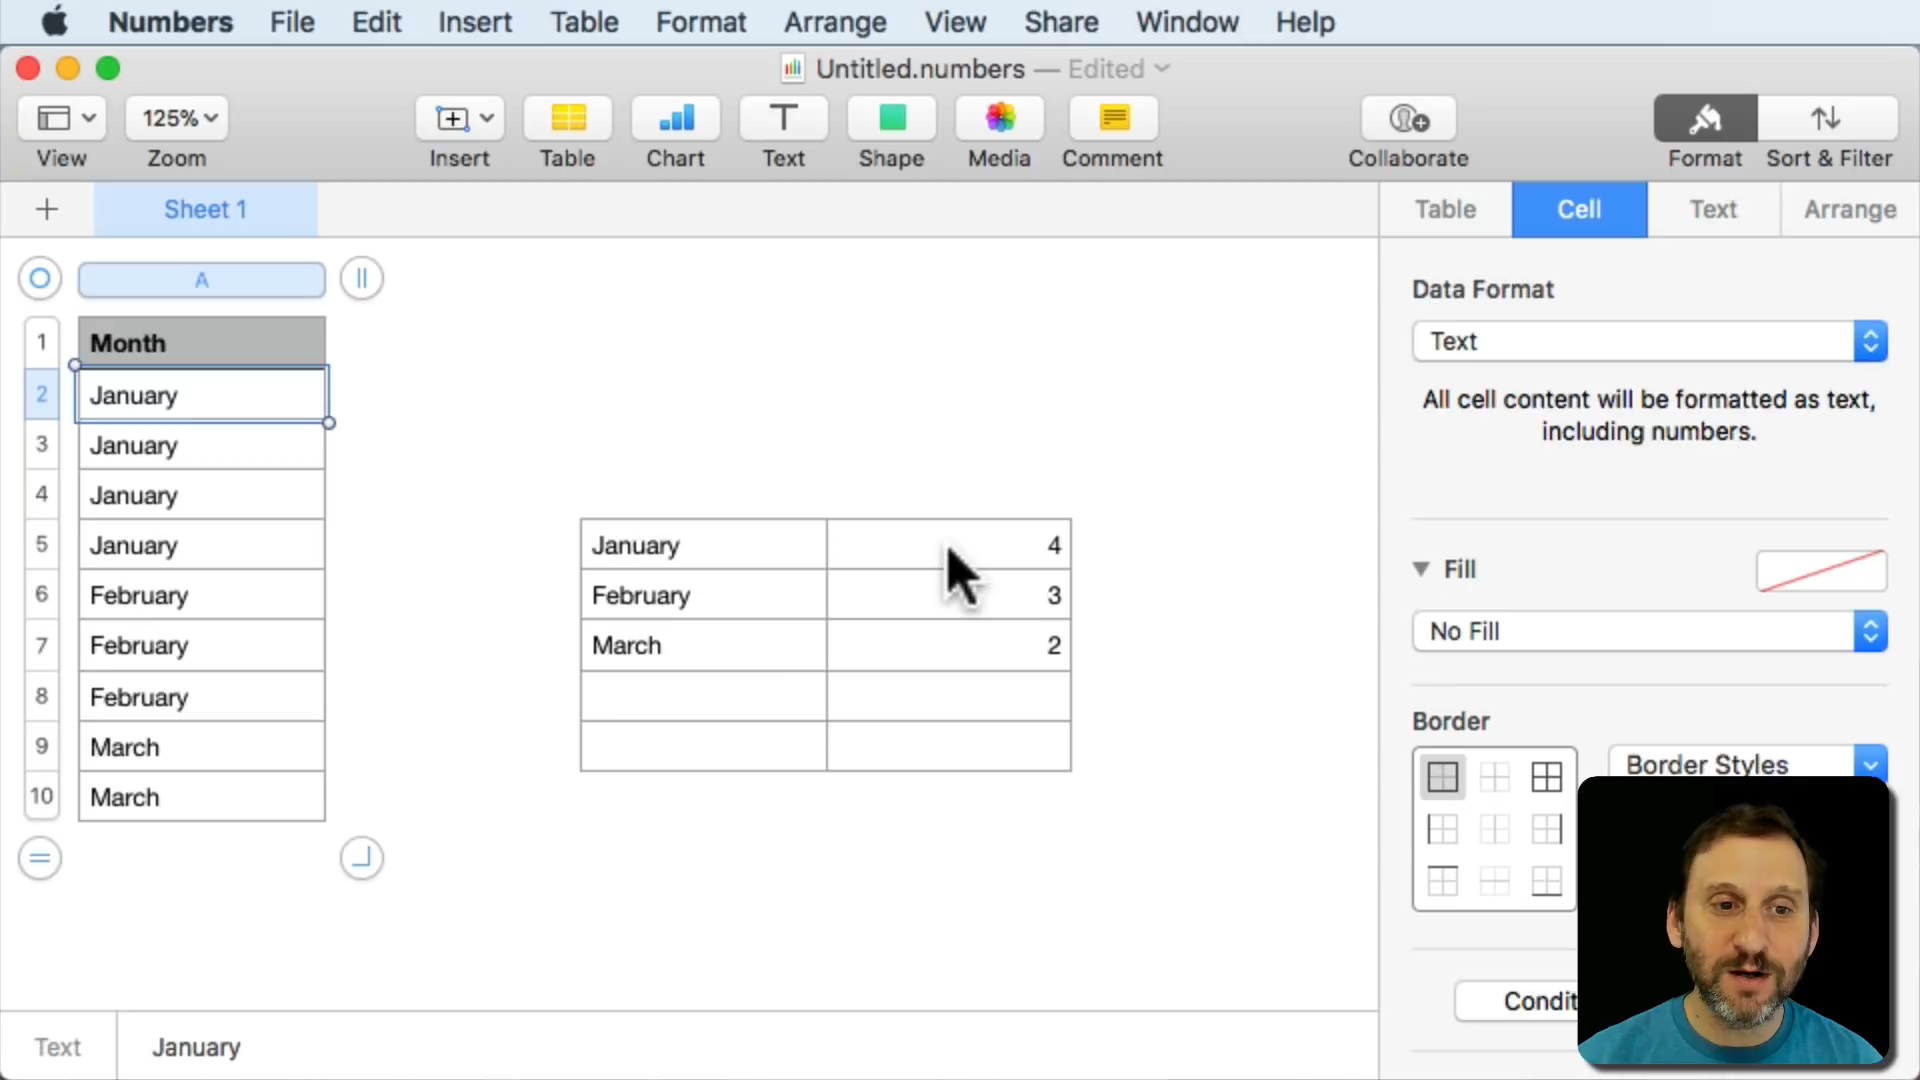 Numbers File Edit Insert Table Format Arrange View Share Window Help
Untitled.numbers — Edited
125%
View Zoom Insert Table Chart Text Shape Media Comment Collaborate Format Sort & Filter
Sheet 1
Table Cell Text Arrange
A
1 Month
2 January
3 January
4 January
5 January
6 February
7 February
8 February
9 March
10 March
January 4
February 3
March 2
Data Format
Text
All cell content will be formatted as text,
including numbers.
Fill
No Fill
Border
Border Styles
Condit
Text January